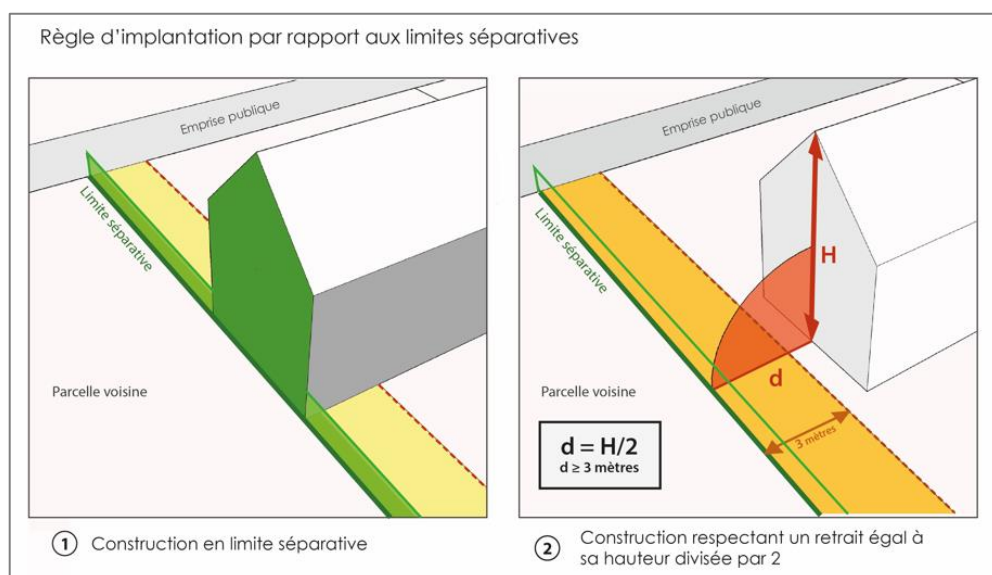 Règle d'implantation par rapport aux limites séparatives
Emprise publique
Limite séparative
Parcelle voisine
① Construction en limite séparative
Emprise publique
Limite séparative
H
d
Parcelle voisine
3 mètres
d = H/2
d ≥ 3 mètres
② Construction respectant un retrait égal à
sa hauteur divisée par 2